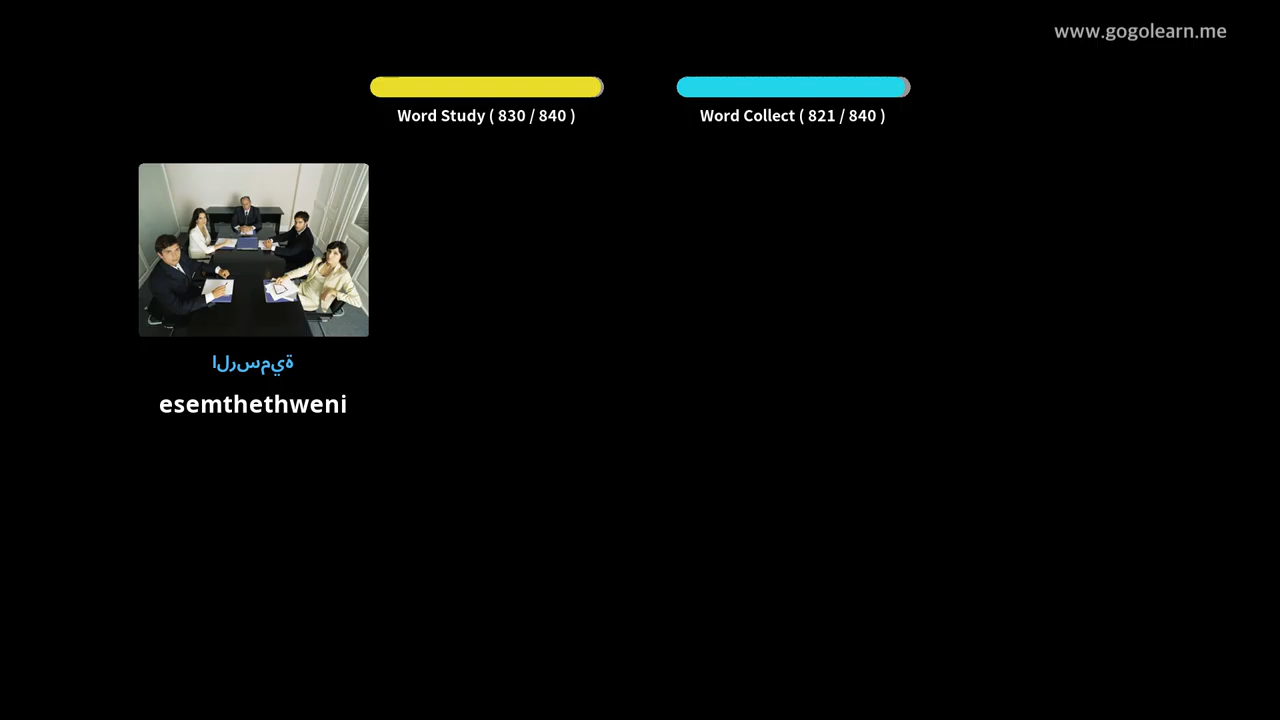 www.gogolearn.me
Word Study ( 830 / 840 )
Word Collect ( 821 / 840 )
الرسمية
esemthethweni